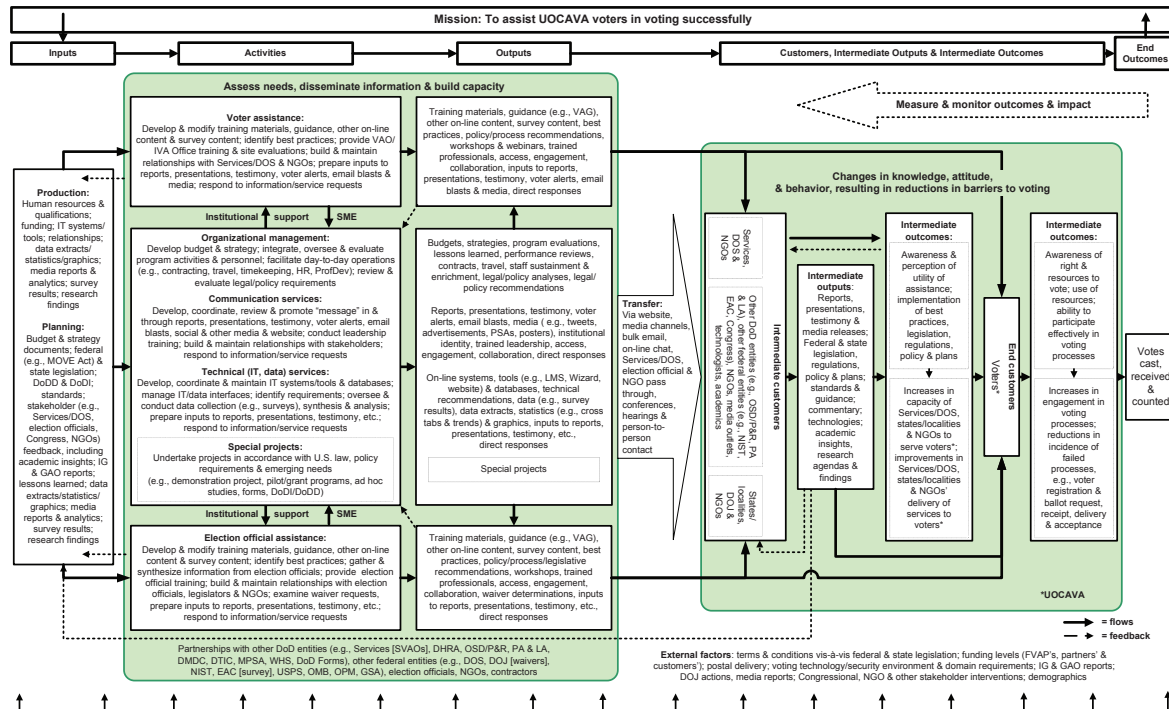 Mission: To assist UOCAVA voters in voting successfully
Inputs
Activities
Outputs
Customers, Intermediate Outputs & Intermediate Outcomes
End
Outcomes
Assess needs, disseminate information & build capacity
Measure & monitor outcomes & impact
Production:
Human resources &
qualifications;
funding; IT systems/
tools; relationships;
data extracts/
statistics/graphics;
media reports &
analytics; survey
results; research
findings
Planning:
Budget & strategy
documents; federal
(e.g., MOVE Act) &
state legislation;
DoDD & DoDI;
standards;
stakeholder (e.g.,
Services/DOS,
election officials,
Congress, NGOs)
feedback, including
academic insights; IG
& GAO reports;
lessons learned; data
extracts/statistics/
graphics; media
reports & analytics;
survey results;
research findings
Voter assistance:
Develop & modify training materials, guidance, other on-line
content & survey content; identify best practices; provide VAO/
IVA Office training & site evaluations; build & maintain
relationships with Services/DOS & NGOs; prepare inputs to
reports, presentations, testimony, voter alerts, email blasts &
media; respond to information/service requests
Institutional support SME
Organizational management:
Develop budget & strategy; integrate, oversee & evaluate
program activities & personnel; facilitate day-to-day operations
(e.g., contracting, travel, timekeeping, HR, ProfDev); review &
evaluate legal/policy requirements
Communication services:
Develop, coordinate, review & promote “message” in &
through reports, presentations, testimony, voter alerts, email
blasts, social & other media & website; conduct leadership
training; build & maintain relationships with stakeholders;
respond to information/service requests
Technical (IT, data) services:
Develop, coordinate & maintain IT systems/tools & databases;
manage IT/data interfaces; identify requirements; oversee &
conduct data collection (e.g., surveys), synthesis & analysis;
prepare inputs to reports, presentations, testimony, etc.;
respond to information/service requests
Special projects:
Undertake projects in accordance with U.S. law, policy
requirements & emerging needs
(e.g., demonstration project, pilot/grant programs, ad hoc
studies, forms, DoDI/DoDD)
Institutional support SME
Election official assistance:
Develop & modify training materials, guidance, other on-line
content & survey content; identify best practices; gather &
synthesize information from election officials; provide election
official training; build & maintain relationships with election
officials, legislators & NGOs; examine waiver requests,
prepare inputs to reports, presentations, testimony, etc.;
respond to information/service requests
Training materials, guidance (e.g., VAG),
other on-line content, survey content, best
practices, policy/process recommendations,
workshops & webinars, trained
professionals, access, engagement,
collaboration, inputs to reports,
presentations, testimony, voter alerts, email
blasts & media, direct responses
Budgets, strategies, program evaluations,
lessons learned, performance reviews,
contracts, travel, staff sustainment &
enrichment, legal/policy analyses, legal/
policy recommendations
Reports, presentations, testimony, voter
alerts, email blasts, media ( e.g., tweets,
advertisements, PSAs, posters), institutional
identity, trained leadership, access,
engagement, collaboration, direct responses
On-line systems, tools (e.g., LMS, Wizard,
website) & databases, technical
recommendations, data (e.g., survey
results), data extracts, statistics (e.g., cross
tabs & trends) & graphics, inputs to reports,
presentations, testimony, etc.,
direct responses
Special projects
Training materials, guidance (e.g., VAG),
other on-line content, survey content, best
practices, policy/process/legislative
recommendations, workshops, trained
professionals, access, engagement,
collaboration, waiver determinations, inputs
to reports, presentations, testimony, etc.,
direct responses
Partnerships with other DoD entities (e.g., Services [SVAOs], DHRA, OSD/P&R, PA & LA,
DMDC, DTIC, MPSA, WHS, DoD Forms), other federal entities (e.g., DOS, DOJ [waivers],
NIST, EAC [survey], USPS, OMB, OPM, GSA), election officials, NGOs, contractors
Transfer:
Via website,
media channels,
bulk email,
on-line chat,
Services/DOS,
election official &
NGO pass
through,
conferences,
hearings &
person-to-
person
contact
Changes in knowledge, attitude,
& behavior, resulting in reductions in barriers to voting
Services,
DOS &
NGOs
Other DoD entities (e.g., OSD/P&R, PA
& LA), other federal entities (e.g., NIST,
EAC, Congress), NGOs, media outlets,
technologists, academics
States/
localities,
DOJ &
NGOs
Intermediate customers
Intermediate
outputs:
Reports,
presentations,
testimony &
media releases;
Federal & state
legislation,
regulations,
policy & plans;
standards &
guidance;
commentary;
technologies;
academic
insights,
research
agendas &
findings
Intermediate
outcomes:
Awareness &
perception of
utility of
assistance;
implementation
of best
practices,
legislation,
regulations,
policy & plans
Increases in
capacity of
Services/DOS,
states/localities
& NGOs to
serve voters*;
improvements in
Services/DOS,
states/localities
& NGOs’
delivery of
services to
voters*
Voters*
End customers
Intermediate
outcomes:
Awareness of
right &
resources to
vote; use of
resources;
ability to
participate
effectively in
voting
processes
Increases in
engagement in
voting
processes;
reductions in
incidence of
failed
processes,
e.g., voter
registration &
ballot request,
receipt, delivery
& acceptance
Votes
cast,
received &
counted
*UOCAVA
= flows
= feedback
External factors: terms & conditions vis-à-vis federal & state legislation; funding levels (FVAP’s, partners’ &
customers’); postal delivery; voting technology/security environment & domain requirements; IG & GAO reports;
DOJ actions, media reports; Congressional, NGO & other stakeholder interventions; demographics